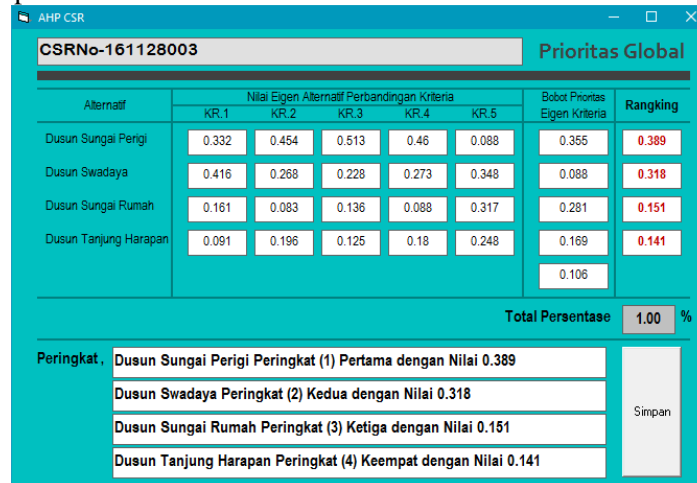 AHP CSR
CSRNo-161128003
Prioritas Global
Alternatif Nilai Eigen Alternatif Perbandingan Kriteria Bobot Prioritas Eigen Kriteria Rangking
KR.1 KR.2 KR.3 KR.4 KR.5
Dusun Sungai Perigi 0.332 0.454 0.513 0.46 0.088 0.355 0.389
Dusun Swadaya 0.416 0.268 0.228 0.273 0.348 0.088 0.318
Dusun Sungai Rumah 0.161 0.083 0.136 0.088 0.317 0.281 0.151
Dusun Tanjung Harapan 0.091 0.196 0.125 0.18 0.248 0.169 0.141
0.106
Total Persentase 1.00 %
Peringkat , Dusun Sungai Perigi Peringkat (1) Pertama dengan Nilai 0.389
Dusun Swadaya Peringkat (2) Kedua dengan Nilai 0.318
Dusun Sungai Rumah Peringkat (3) Ketiga dengan Nilai 0.151
Dusun Tanjung Harapan Peringkat (4) Keempat dengan Nilai 0.141
Simpan